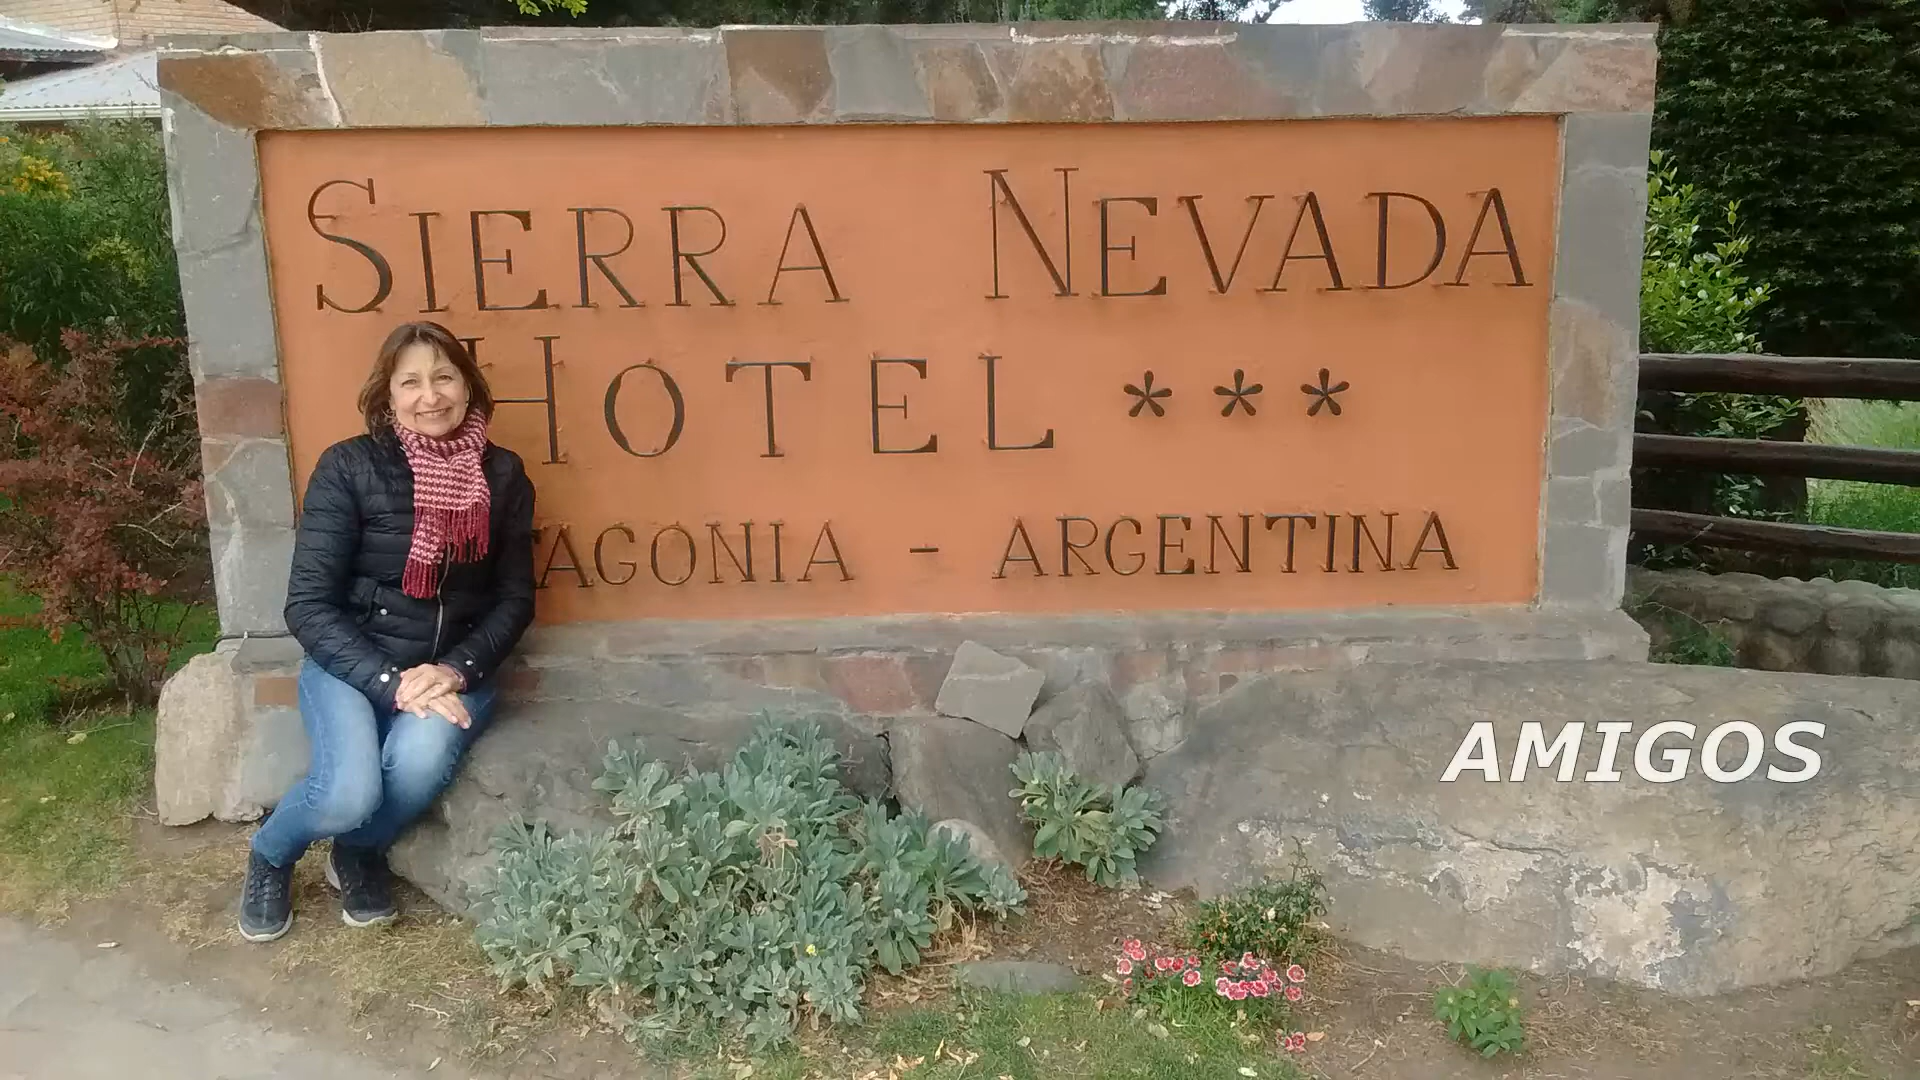 SIERRA NEVADA
HOTEL ***
TAGONIA - ARGENTINA
AMIGOS